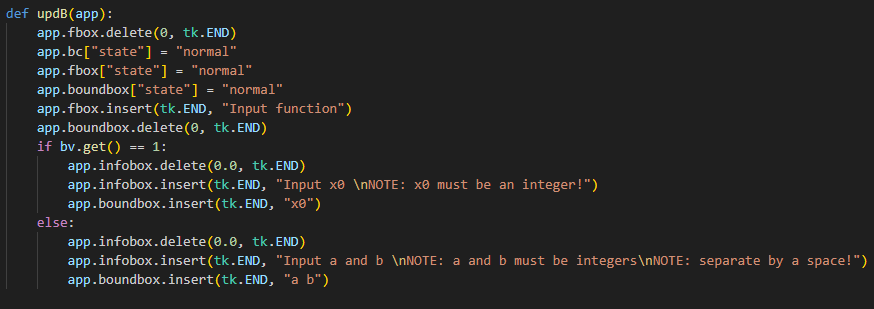 def updB(app):
    app.fbox.delete(0, tk.END)
    app.bc["state"] = "normal"
    app.fbox["state"] = "normal"
    app.boundbox["state"] = "normal"
    app.fbox.insert(tk.END, "Input function")
    app.boundbox.delete(0, tk.END)
    if bv.get() == 1:
        app.infobox.delete(0.0, tk.END)
        app.infobox.insert(tk.END, "Input x0 \nNOTE: x0 must be an integer!")
        app.boundbox.insert(tk.END, "x0")
    else:
        app.infobox.delete(0.0, tk.END)
        app.infobox.insert(tk.END, "Input a and b \nNOTE: a and b must be integers\nNOTE: separate by a space!")
        app.boundbox.insert(tk.END, "a b")